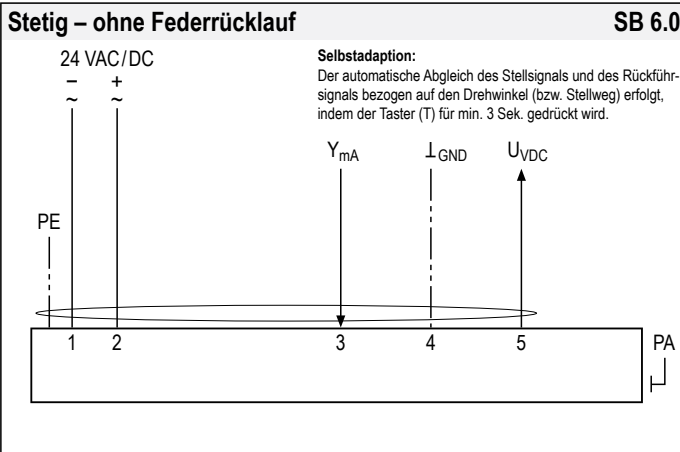 Stetig – ohne Federrücklauf SB 6.0
24 VAC/DC
– +
~ ~
Selbstadaption:
Der automatische Abgleich des Stellsignals und des Rückführ-
signals bezogen auf den Drehwinkel (bzw. Stellweg) erfolgt,
indem der Taster (T) für min. 3 Sek. gedrückt wird.
YmA ⊥GND UVDC
PE
1 2 3 4 5 PA